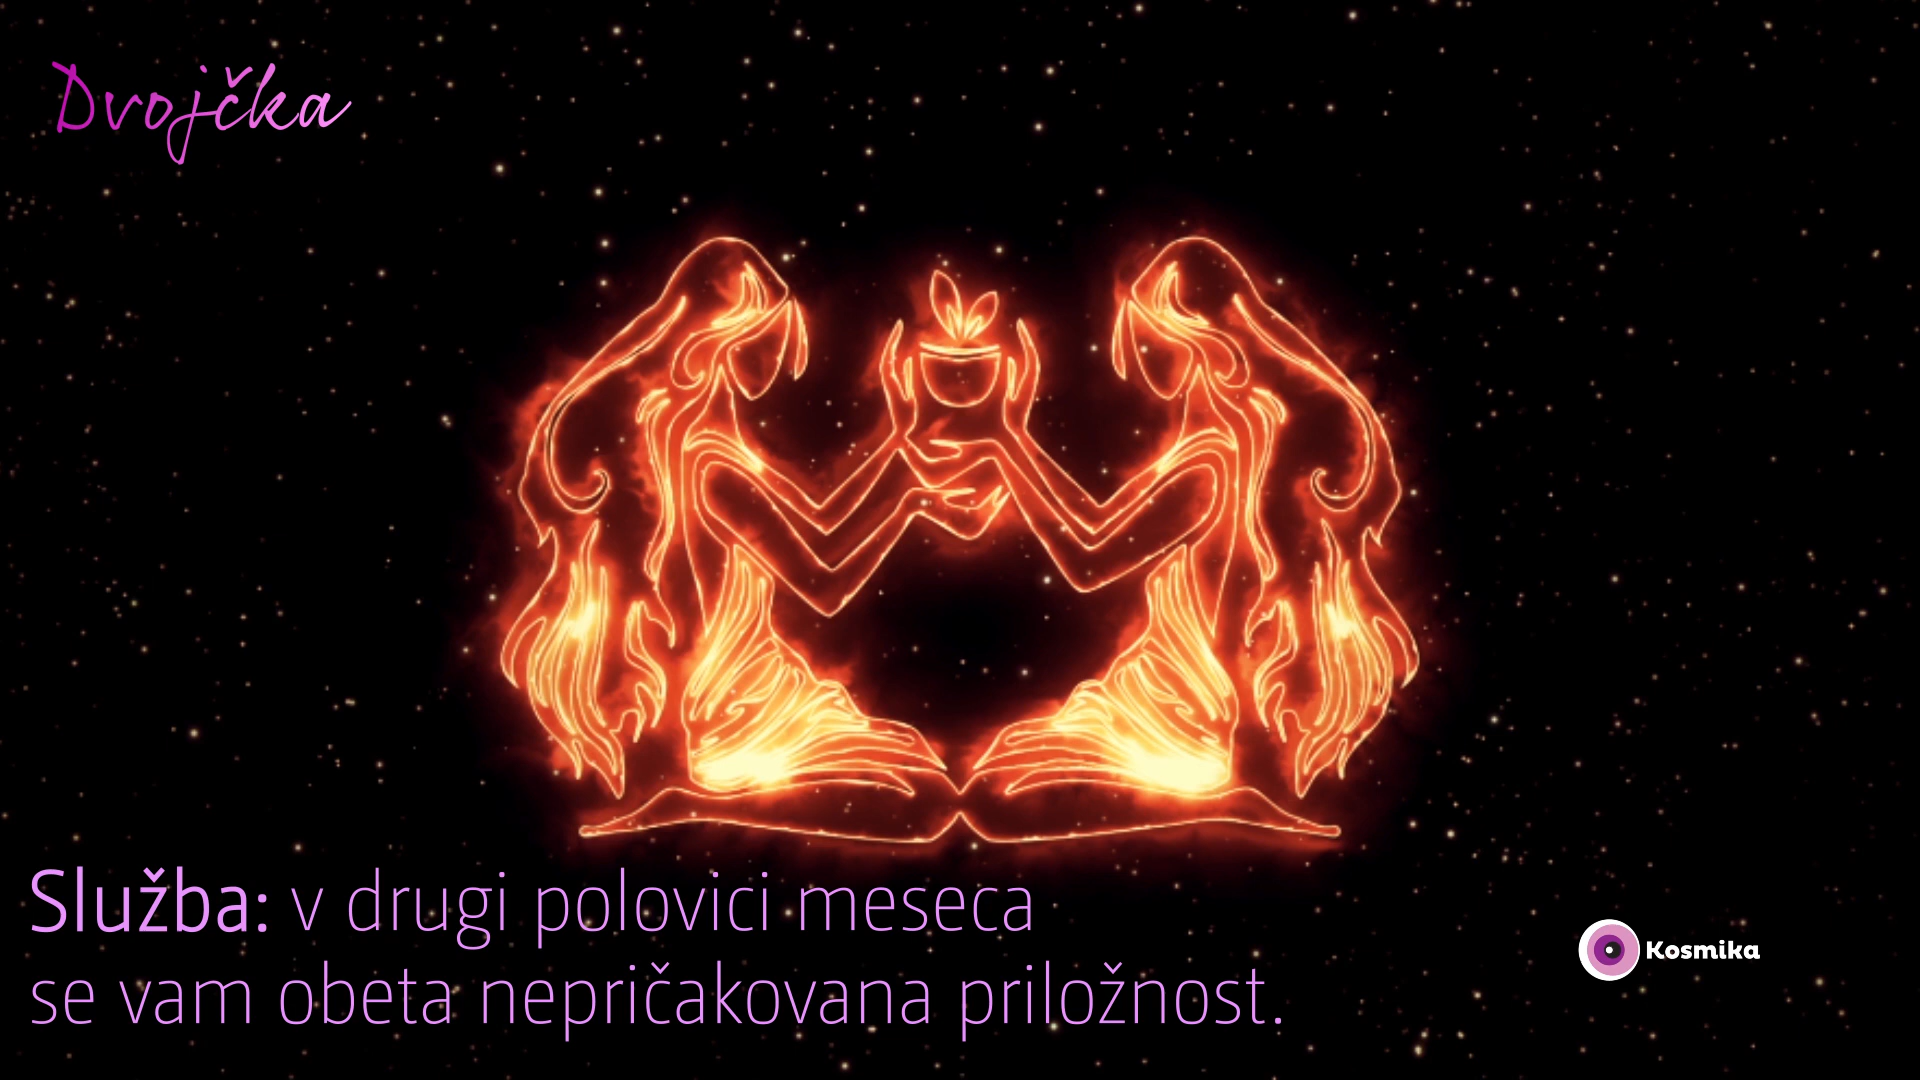 Dvojčka
Služba: v drugi polovici meseca
se vam obeta nepričakovana priložnost.
Kosmika